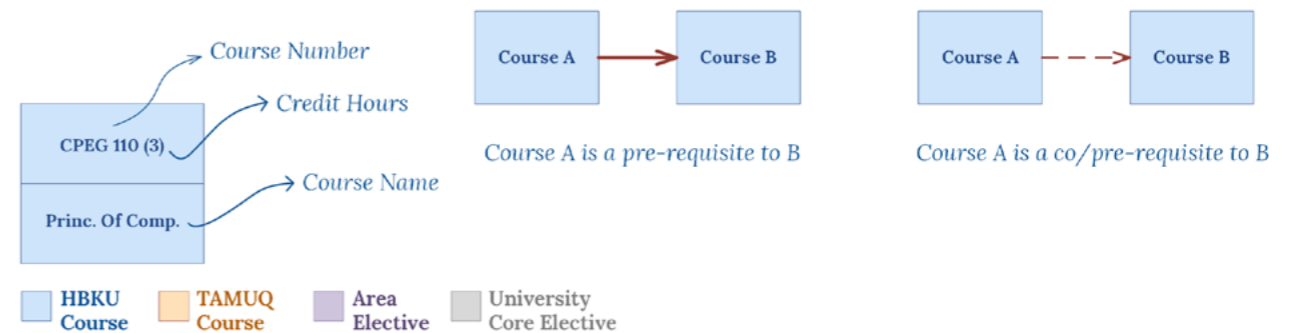 Course Number
Credit Hours
CPEG 110 (3)
Course Name
Princ. Of Comp.
Course A
Course B
Course A is a pre-requisite to B
Course A
Course B
Course A is a co/pre-requisite to B
HBKU
Course
TAMUQ
Course
Area
Elective
University
Core Elective